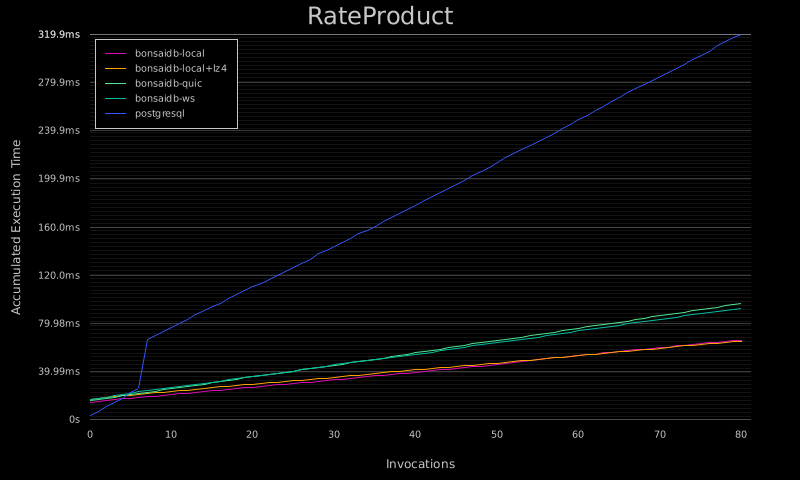 RateProduct
319.9ms
279.9ms
239.9ms
199.9ms
160.0ms
120.0ms
79.98ms
39.99ms
0s
bonsaidb-local
bonsaidb-local+lz4
bonsaidb-quic
bonsaidb-ws
postgresql
Accumulated Execution Time
0 10 20 30 40 50 60 70 80
Invocations